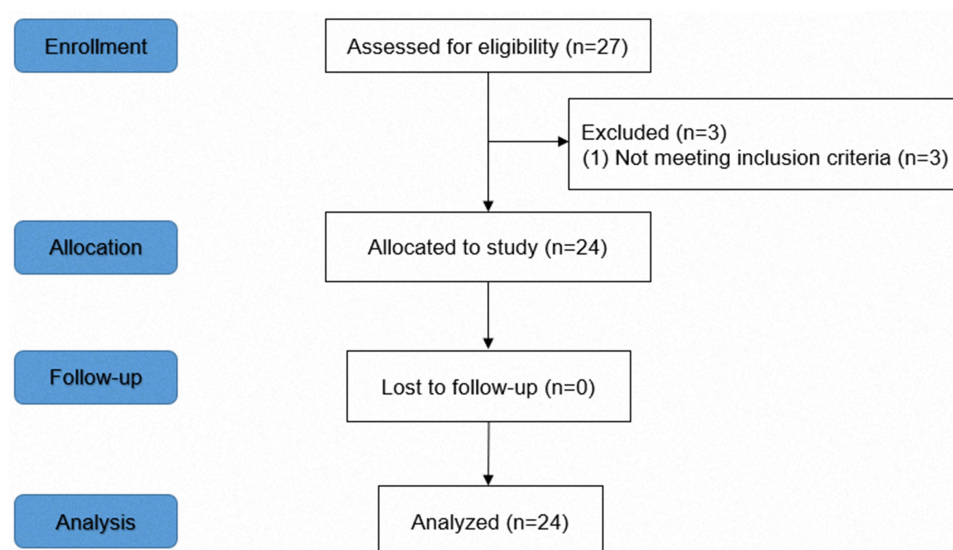 Enrollment
Assessed for eligibility (n=27)
Excluded (n=3)
(1) Not meeting inclusion criteria (n=3)
Allocation
Allocated to study (n=24)
Follow-up
Lost to follow-up (n=0)
Analysis
Analyzed (n=24)